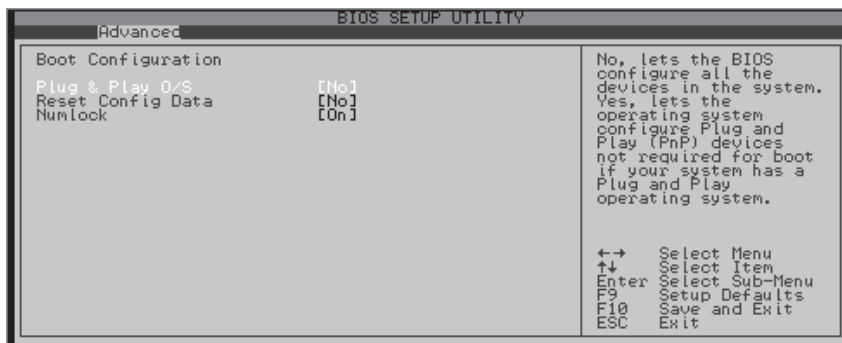 BIOS SETUP UTILITY
Advanced
Boot Configuration
Plug & Play O/S [No]
Reset Config Data [No]
Numlock [On]
No, lets the BIOS
configure all the
devices in the system.
Yes, lets the
operating system
configure Plug and
Play (PnP) devices
not required for boot
if your system has a
Plug and Play
operating system.
←→ Select Menu
↑↓ Select Item
Enter Select Sub-Menu
F9 Setup Defaults
F10 Save and Exit
ESC Exit